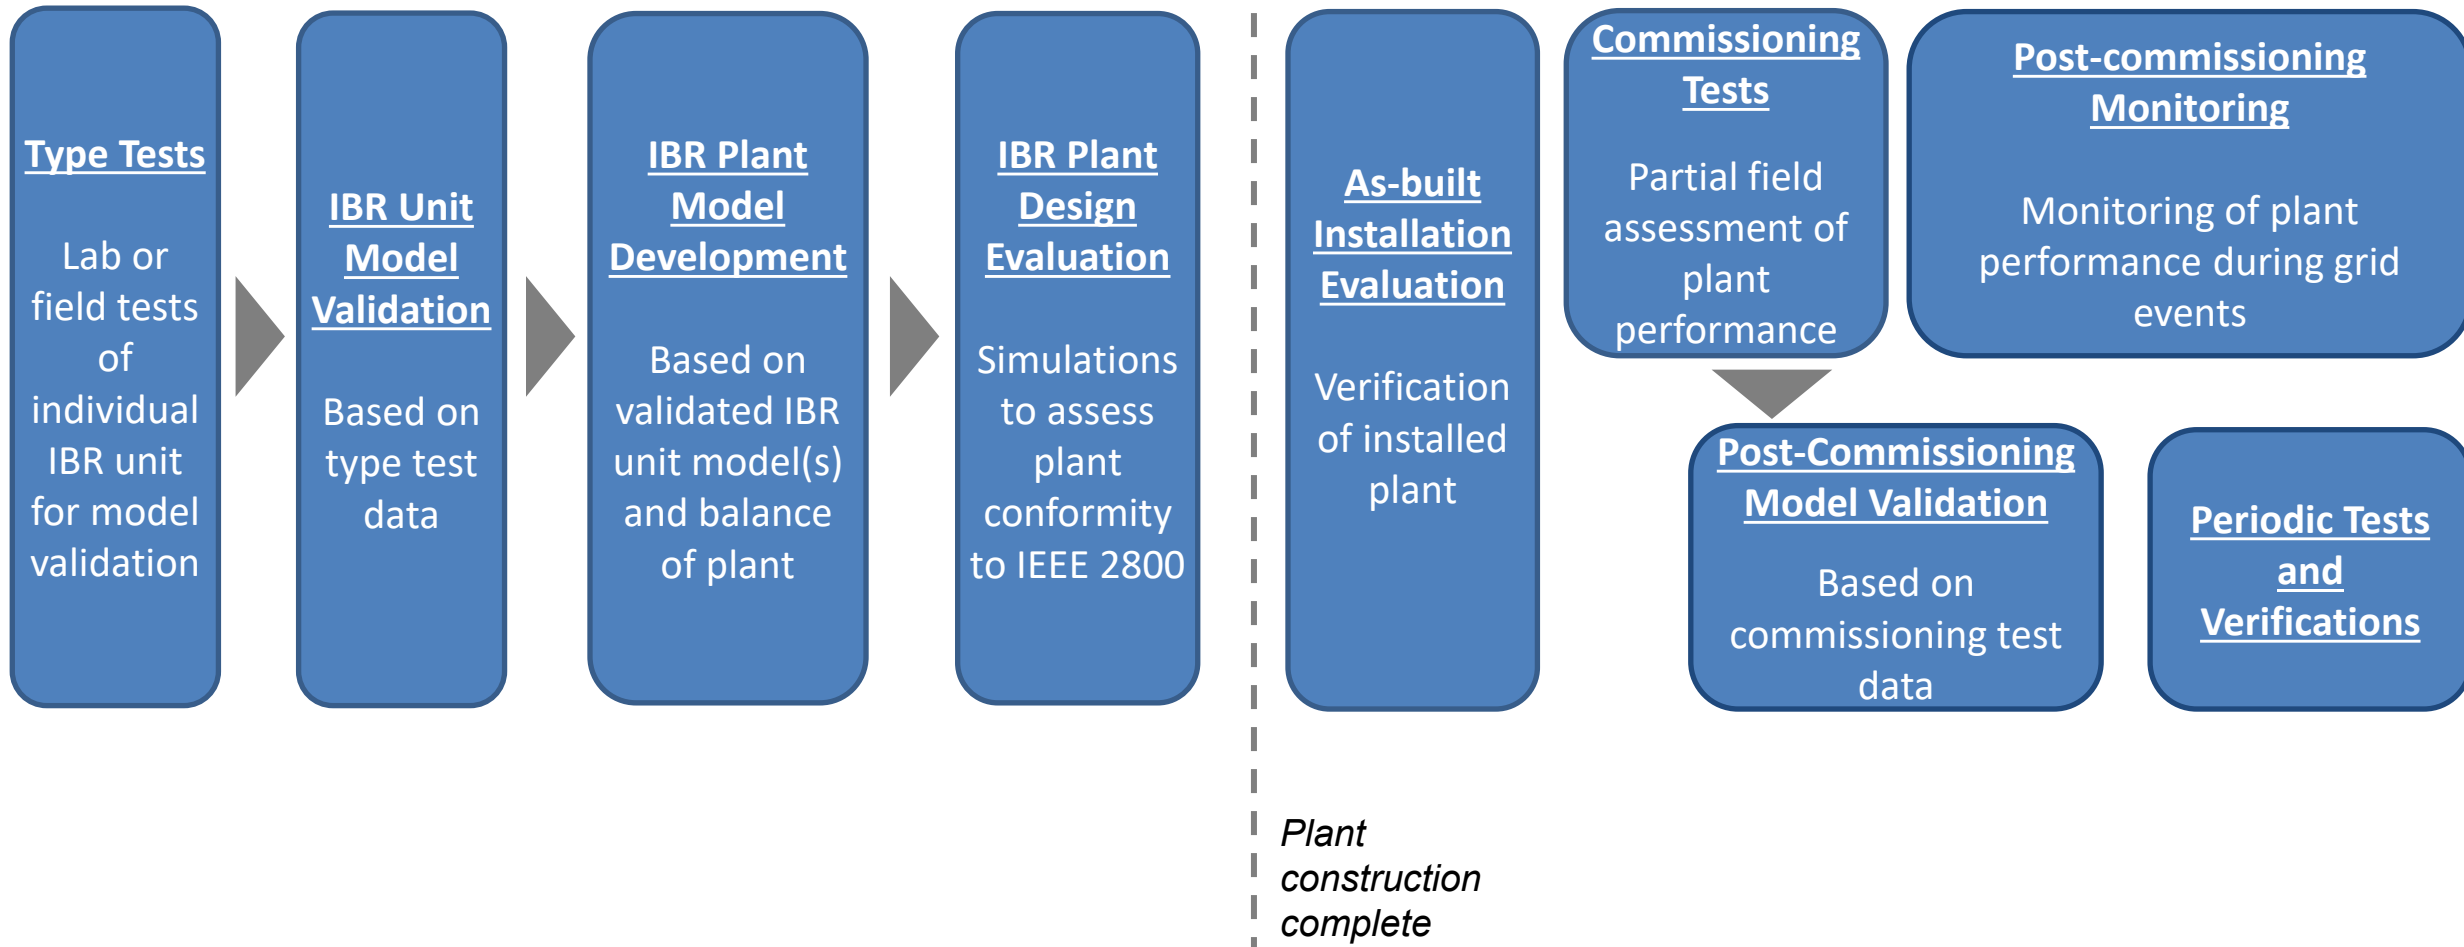 Type Tests
Lab or
field tests
of
individual
IBR unit
for model
validation
IBR Unit
Model
Validation
Based on
type test
data
IBR Plant
Model
Development
Based on
validated IBR
unit model(s)
and balance
of plant
IBR Plant
Design
Evaluation
Simulations
to assess
plant
conformity
to IEEE 2800
As-built
Installation
Evaluation
Verification
of installed
plant
Commissioning
Tests
Partial field
assessment of
plant
performance
Post-commissioning
Monitoring
Monitoring of plant
performance during grid
events
Post-Commissioning
Model Validation
Based on
commissioning test
data
Periodic Tests
and
Verifications
Plant
construction
complete